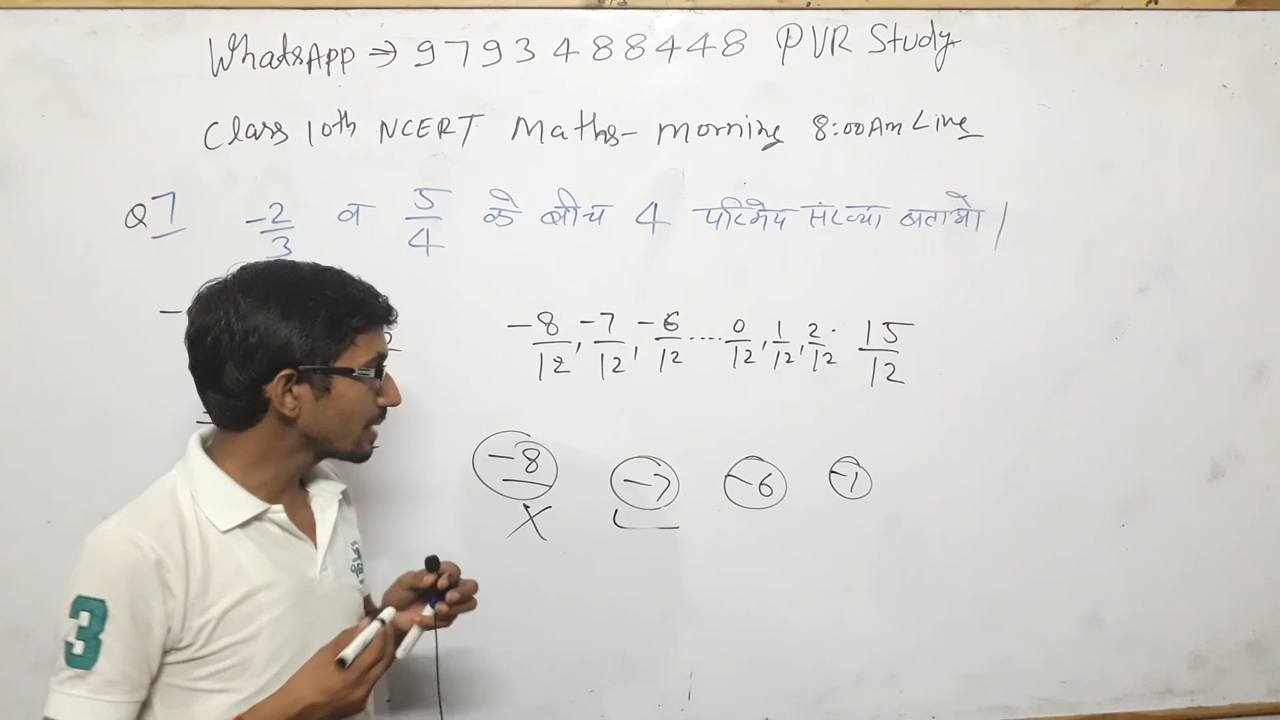 WhatsApp → 9793488448 PVR Study
Class 10th NCERT Maths- morning 8:00Am Live
Q7 -2/3 व 5/4 के बीच 4 परिमेय संख्या बताओ |
-8/12, -7/12, -6/12 ..... 0/12, 1/12, 2/12. 15/12
-8 -7 -6 -1
X
3